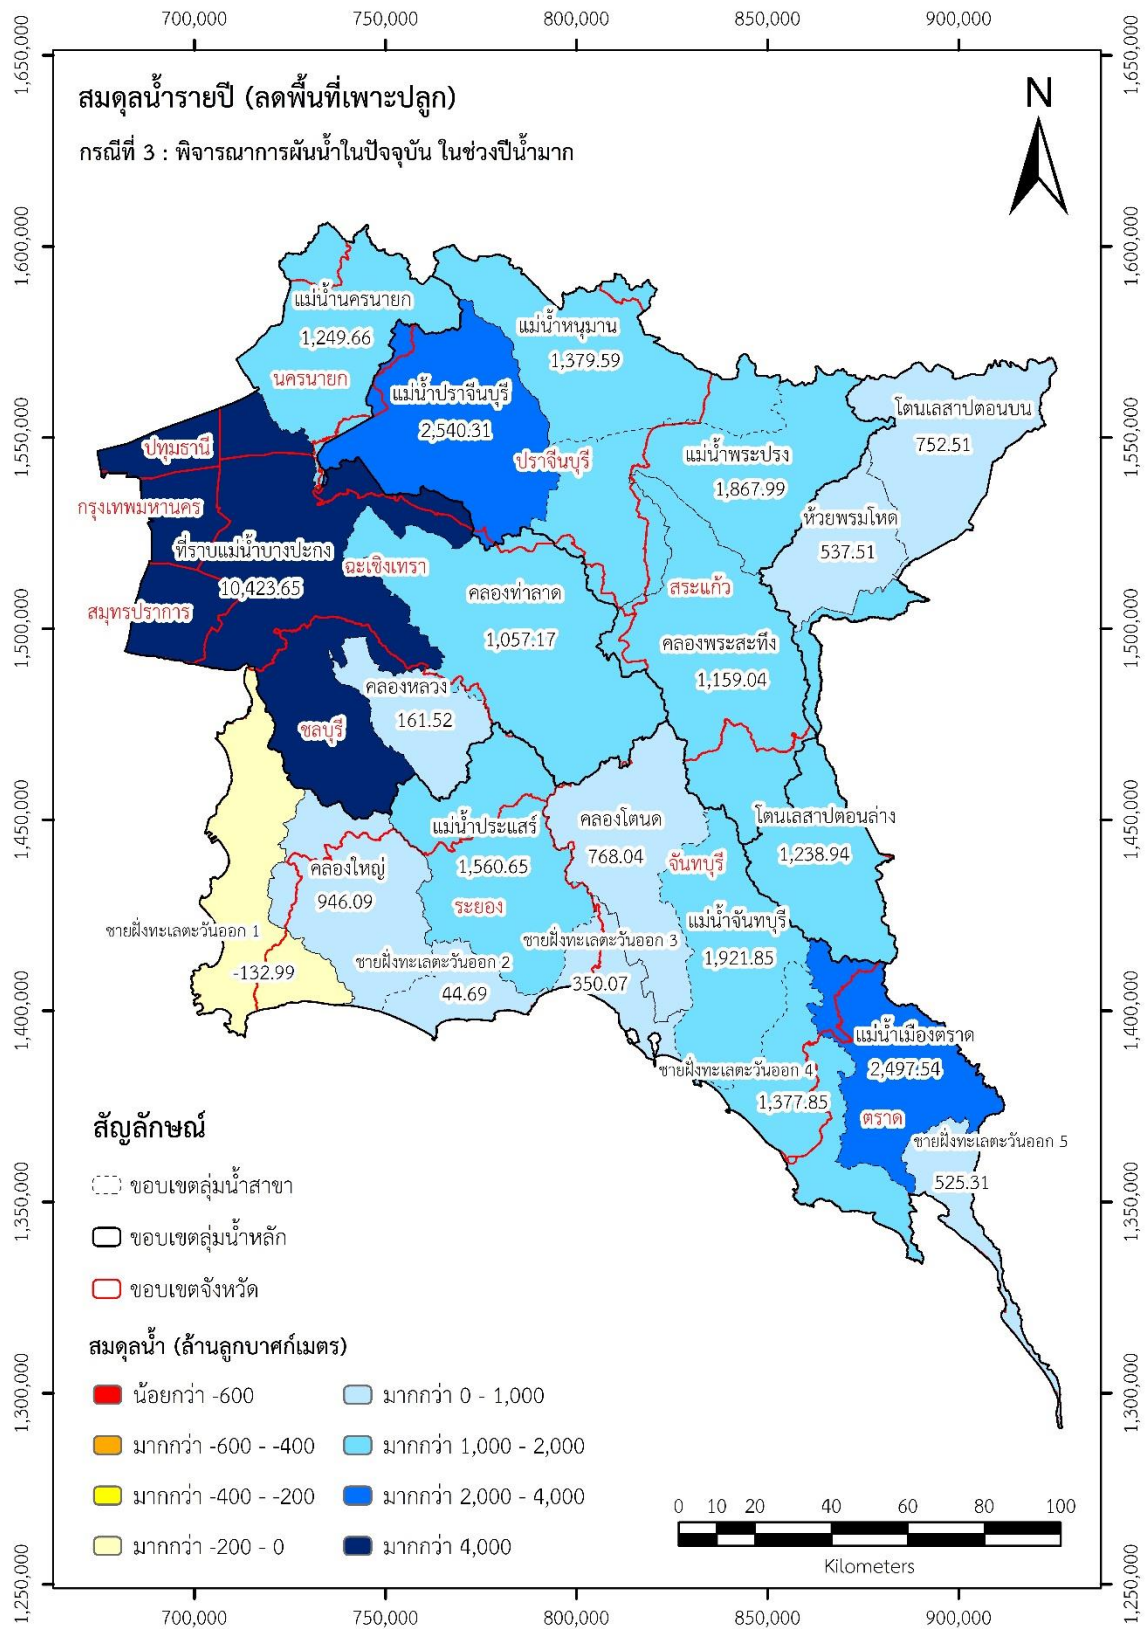 700,000 750,000 800,000 850,000 900,000
1,650,000 1,650,000
สมดุลน้ำรายปี (ลดพื้นที่เพาะปลูก)
N
กรณีที่ 3 : พิจารณาการผันน้ำในปัจจุบัน ในช่วงปีน้ำมาก
1,600,000 1,600,000
แม่น้ำนครนายก
1,249.66
นครนายก
แม่น้ำหนุมาน
1,379.59
แม่น้ำปราจีนบุรี
2,540.31
ปราจีนบุรี
โตนเลสาปตอนบน
752.51
1,550,000 1,550,000
ปทุมธานี
แม่น้ำพระปรง
1,867.99
กรุงเทพมหานคร
ห้วยพรมโหด
537.51
ที่ราบแม่น้ำบางปะกง
10,423.65
ฉะเชิงเทรา
สมุทรปราการ
คลองท่าลาด
1,057.17
สระแก้ว
1,500,000 1,500,000
คลองพระสะทึง
1,159.04
คลองหลวง
161.52
ชลบุรี
1,450,000 1,450,000
แม่น้ำประแสร์
1,560.65
ระยอง
คลองโตนด
768.04
โตนเลสาปตอนล่าง
1,238.94
จันทบุรี
คลองใหญ่
946.09
แม่น้ำจันทบุรี
1,921.85
ชายฝั่งทะเลตะวันออก 1
-132.99
ชายฝั่งทะเลตะวันออก 2
44.69
ชายฝั่งทะเลตะวันออก 3
350.07
1,400,000 1,400,000
แม่น้ำเมืองตราด
2,497.54
ชายฝั่งทะเลตะวันออก 4
1,377.85
ตราด
ชายฝั่งทะเลตะวันออก 5
525.31
1,350,000 1,350,000
สัญลักษณ์
ขอบเขตลุ่มน้ำสาขา
ขอบเขตลุ่มน้ำหลัก
ขอบเขตจังหวัด
สมดุลน้ำ (ล้านลูกบาศก์เมตร)
1,300,000 1,300,000
น้อยกว่า -600
มากกว่า -600 - -400
มากกว่า -400 - -200
มากกว่า -200 - 0
มากกว่า 0 - 1,000
มากกว่า 1,000 - 2,000
มากกว่า 2,000 - 4,000
มากกว่า 4,000
0 10 20 40 60 80 100
Kilometers
1,250,000 1,250,000
700,000 750,000 800,000 850,000 900,000